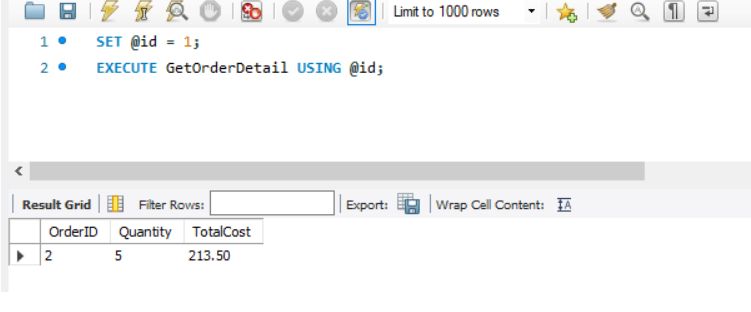 Limit to 1000 rows
1 SET @id = 1;
2 EXECUTE GetOrderDetail USING @id;
Result Grid Filter Rows: Export: Wrap Cell Content: IA
OrderID Quantity TotalCost
2 5 213.50